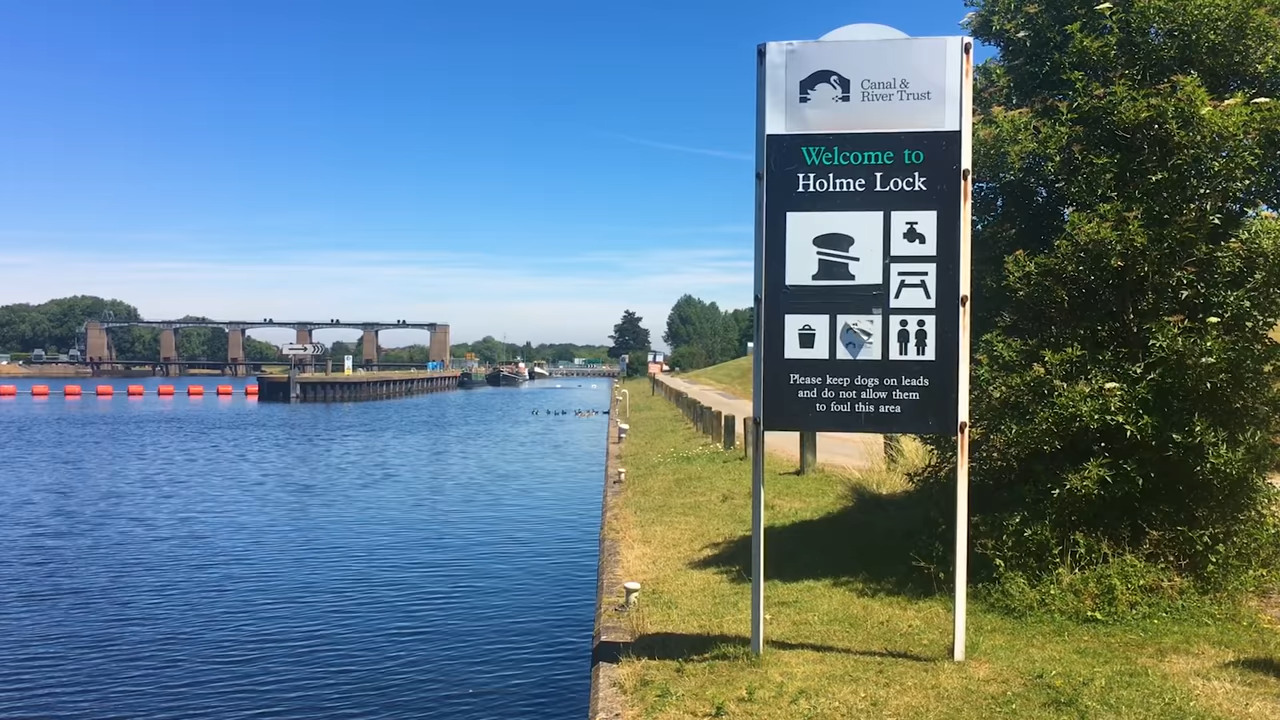 Canal &
River Trust
Welcome to
Holme Lock
Please keep dogs on leads
and do not allow them
to foul this area